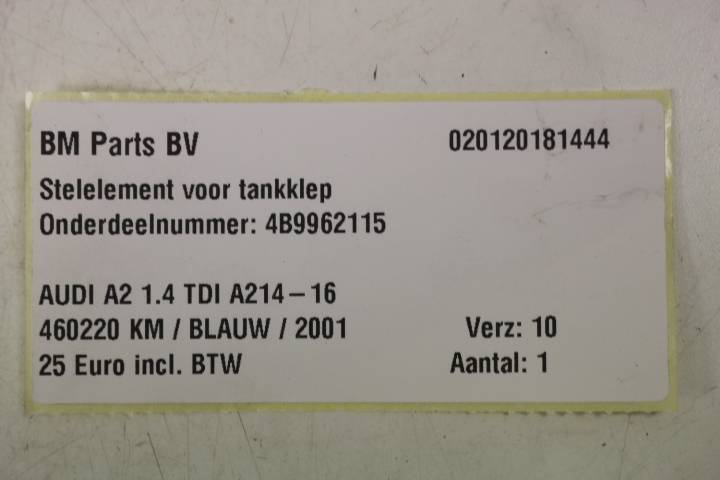 BM Parts BV 020120181444
Stelelement voor tankklep
Onderdeelnummer: 4B9962115
AUDI A2 1.4 TDI A214-16
460220 KM / BLAUW / 2001 Verz: 10
25 Euro incl. BTW Aantal: 1